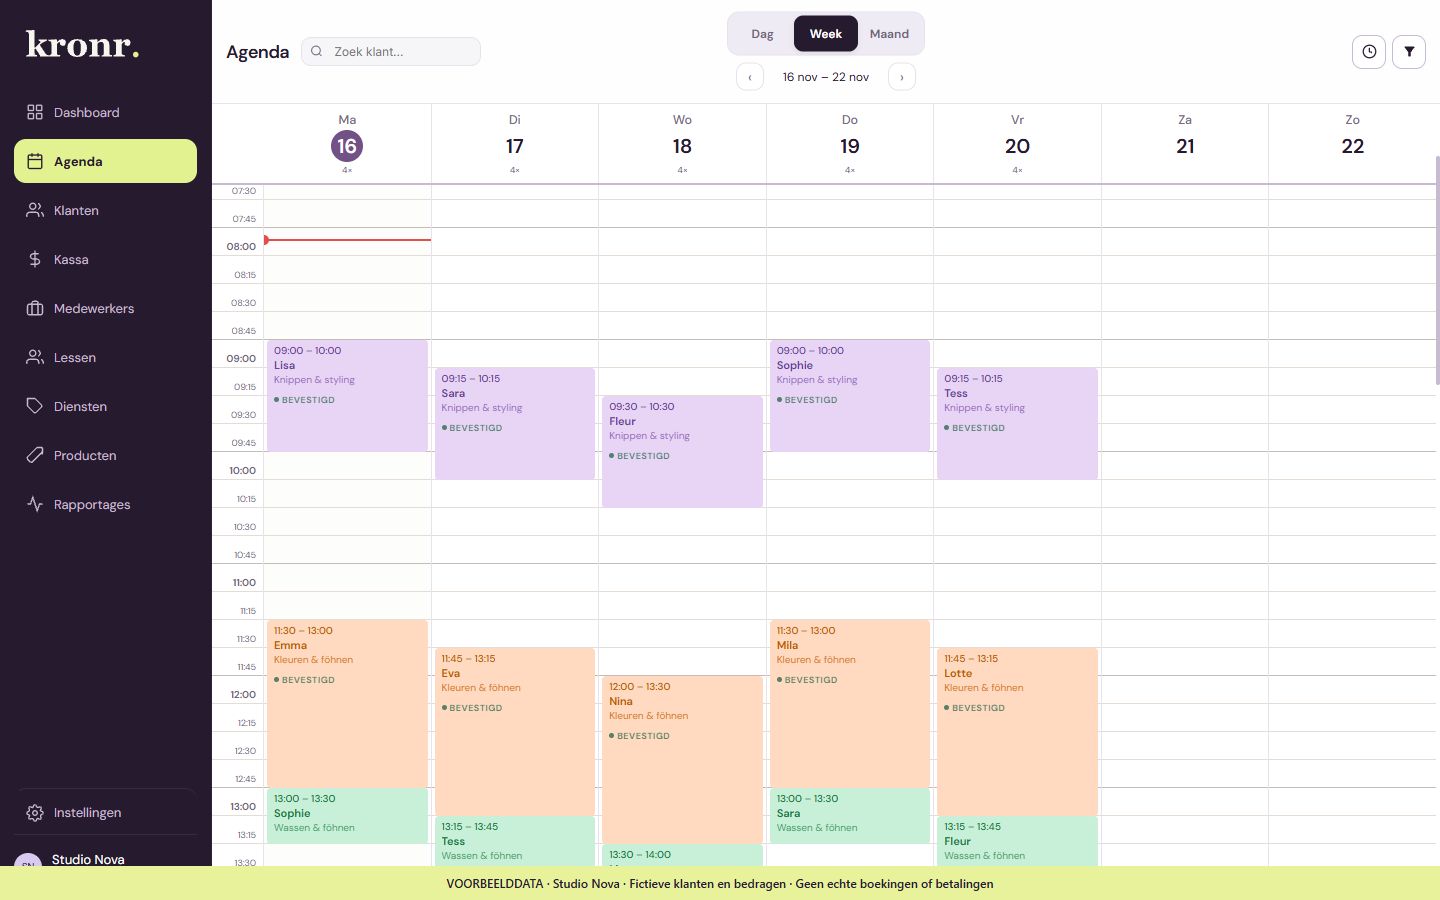 kronr.
Dashboard
Agenda
Klanten
Kassa
Medewerkers
Lessen
Diensten
Producten
Rapportages
Instellingen
Studio Nova
Agenda
Zoek klant...
Dag Week Maand
‹ 16 nov – 22 nov ›
Ma Di Wo Do Vr Za Zo
16 17 18 19 20 21 22
4× 4× 4× 4× 4×
07:30
07:45
08:00
08:15
08:30
08:45
09:00
09:15
09:30
09:45
10:00
10:15
10:30
10:45
11:00
11:15
11:30
11:45
12:00
12:15
12:30
12:45
13:00
13:15
13:30
09:00 – 10:00
Lisa
Knippen & styling
BEVESTIGD
11:30 – 13:00
Emma
Kleuren & föhnen
BEVESTIGD
13:00 – 13:30
Sophie
Wassen & föhnen
09:15 – 10:15
Sara
Knippen & styling
BEVESTIGD
11:45 – 13:15
Eva
Kleuren & föhnen
BEVESTIGD
13:15 – 13:45
Tess
Wassen & föhnen
09:30 – 10:30
Fleur
Knippen & styling
BEVESTIGD
12:00 – 13:30
Nina
Kleuren & föhnen
BEVESTIGD
13:30 – 14:00
09:00 – 10:00
Sophie
Knippen & styling
BEVESTIGD
11:30 – 13:00
Mila
Kleuren & föhnen
BEVESTIGD
13:00 – 13:30
Sara
Wassen & föhnen
09:15 – 10:15
Tess
Knippen & styling
BEVESTIGD
11:45 – 13:15
Lotte
Kleuren & föhnen
BEVESTIGD
13:15 – 13:45
Fleur
Wassen & föhnen
VOORBEELDDATA · Studio Nova · Fictieve klanten en bedragen · Geen echte boekingen of betalingen